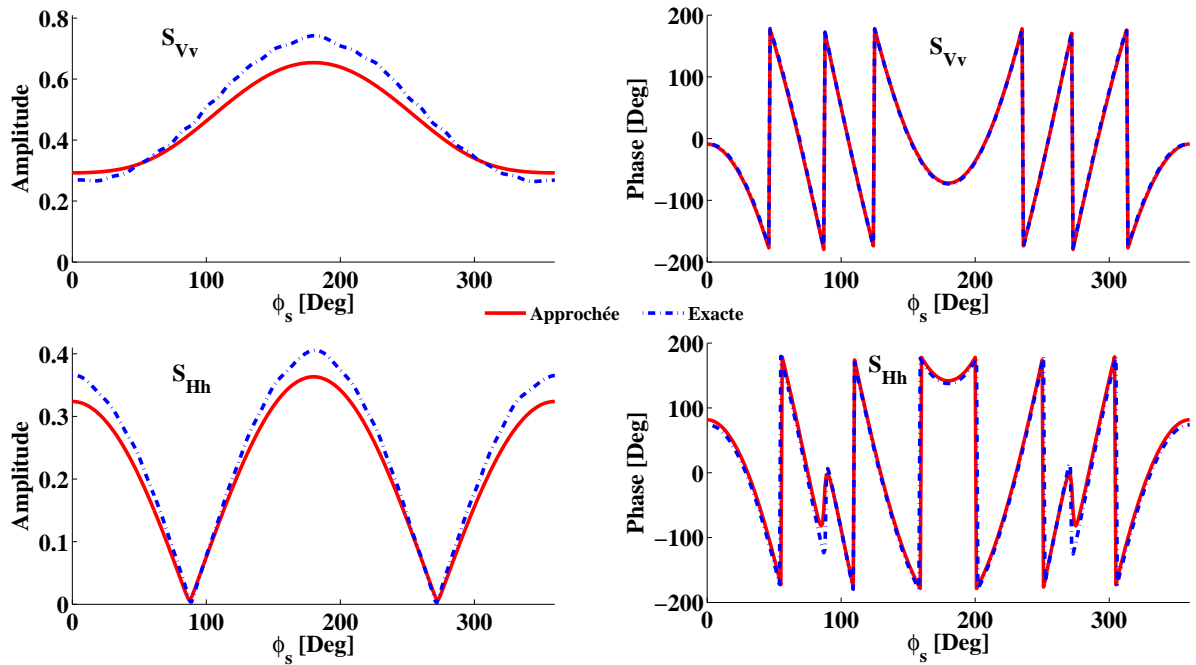 0.8
0.6
0.4
0.2
0
Amplitude
S_Vv
0 100 200 300
ϕ_s [Deg]
200
100
0
−100
−200
Phase [Deg]
S_Vv
0 100 200 300
ϕ_s [Deg]
Approchée Exacte
0.4
0.3
0.2
0.1
0
Amplitude
S_Hh
0 100 200 300
ϕ_s [Deg]
200
100
0
−100
−200
Phase [Deg]
S_Hh
0 100 200 300
ϕ_s [Deg]